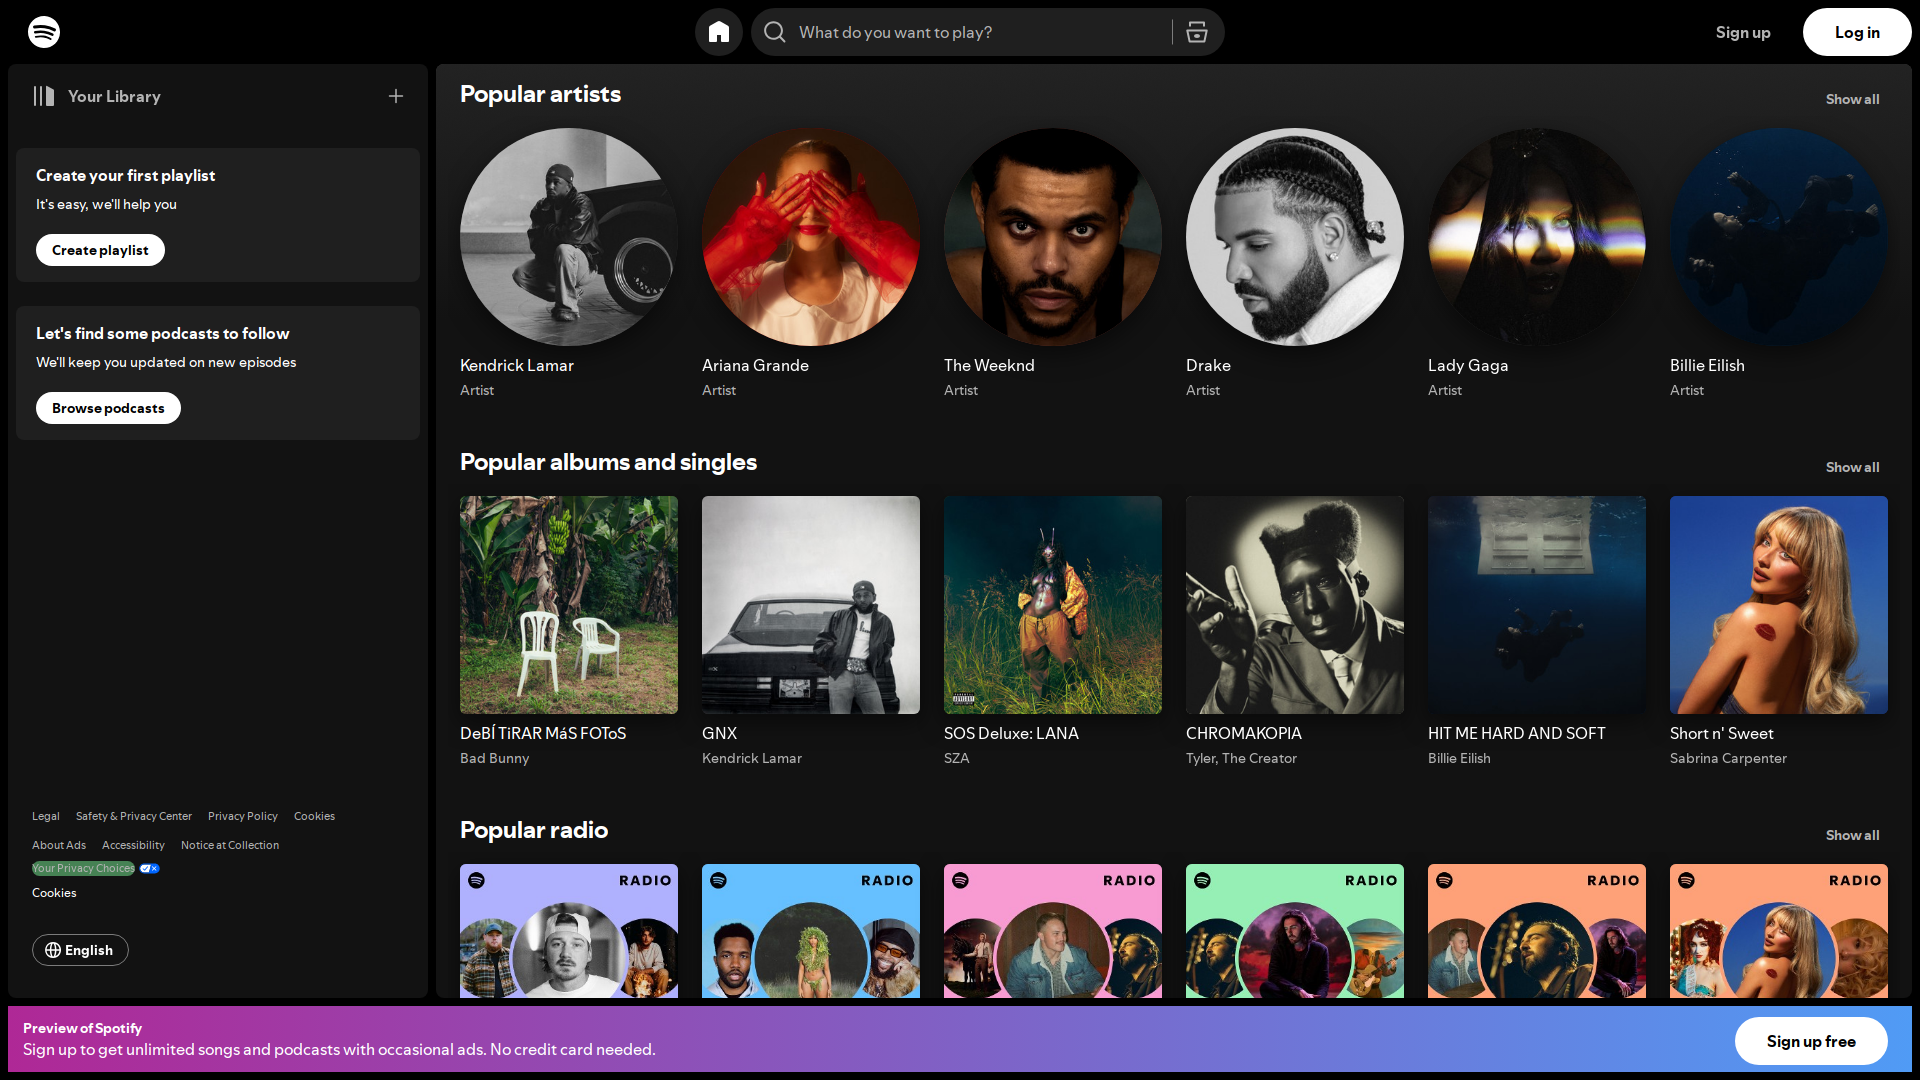 What do you want to play?
Sign up
Log in
Your Library
Create your first playlist
It's easy, we'll help you
Create playlist
Let's find some podcasts to follow
We'll keep you updated on new episodes
Browse podcasts
Legal
Safety & Privacy Center
Privacy Policy
Cookies
About Ads
Accessibility
Notice at Collection
Your Privacy Choices
Cookies
English
Popular artists
Show all
Kendrick Lamar
Artist
Ariana Grande
Artist
The Weeknd
Artist
Drake
Artist
Lady Gaga
Artist
Billie Eilish
Artist
Popular albums and singles
Show all
DeBÍ TiRAR MáS FOToS
Bad Bunny
GNX
Kendrick Lamar
SOS Deluxe: LANA
SZA
CHROMAKOPIA
Tyler, The Creator
HIT ME HARD AND SOFT
Billie Eilish
Short n' Sweet
Sabrina Carpenter
Popular radio
Show all
RADIO
RADIO
RADIO
RADIO
RADIO
RADIO
Preview of Spotify
Sign up to get unlimited songs and podcasts with occasional ads. No credit card needed.
Sign up free